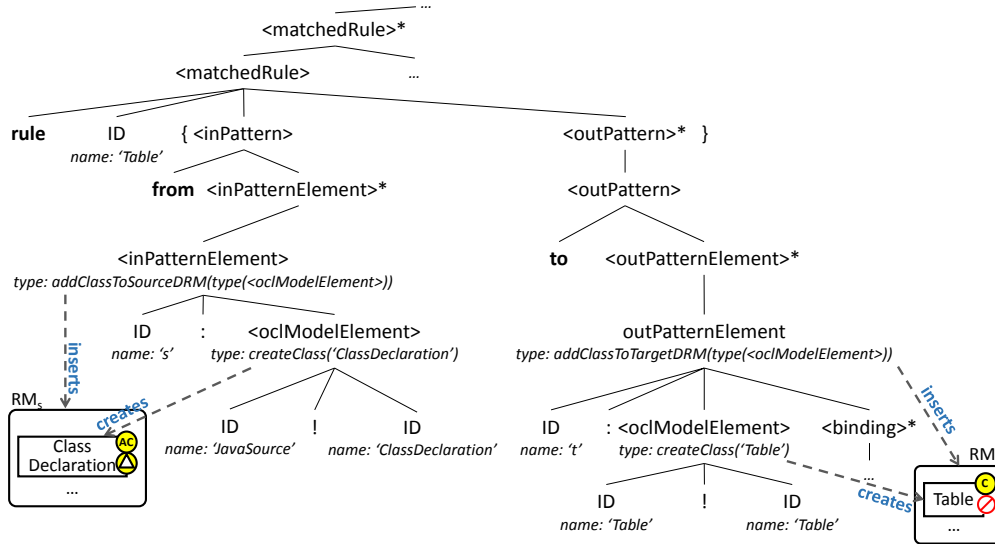 ...
<matchedRule>*
<matchedRule> ...
rule ID { <inPattern> <outPattern>* }
name: ‘Table’
from <inPatternElement>* <outPattern>
<inPatternElement> to <outPatternElement>*
type: addClassToSourceDRM(type(<oclModelElement>))
ID : <oclModelElement> outPatternElement
name: ‘s’ type: createClass(‘ClassDeclaration’) type: addClassToTargetDRM(type(<oclModelElement>))
inserts
inserts
RMs
creates
ID ! ID ID : <oclModelElement> <binding>*
name: ‘JavaSource’ name: ‘ClassDeclaration’ name: ‘t’ type: createClass(‘Table’)
Class
Declaration
AC
...
...
RM
creates
C
Table
ID ! ID
name: ‘Table’ name: ‘Table’
...